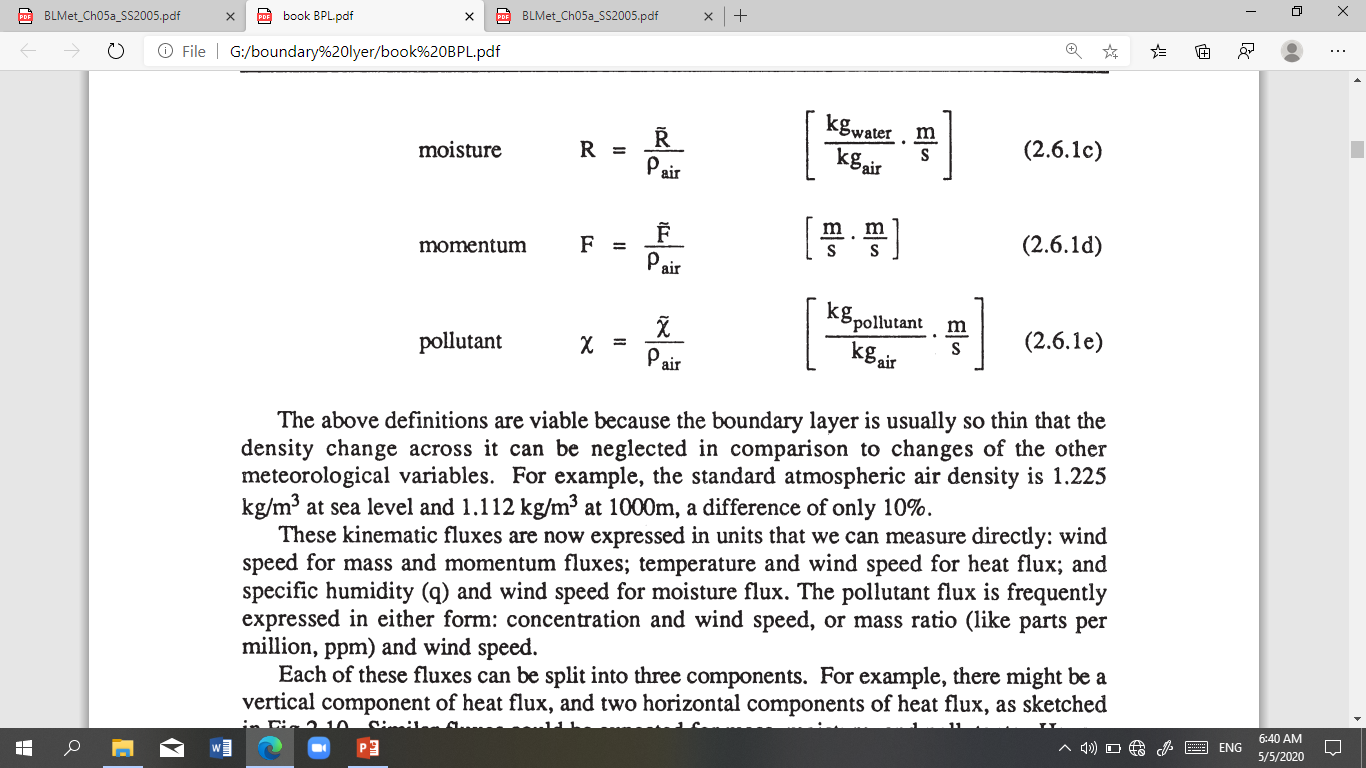 BLMet_Ch05a_SS2005.pdf
book BPL.pdf
BLMet_Ch05a_SS2005.pdf
File | G:/boundary%20lyer/book%20BPL.pdf
moisture R = R̃ / ρair [ kgwater / kgair · m / s ] (2.6.1c)
momentum F = F̃ / ρair [ m / s · m / s ] (2.6.1d)
pollutant χ = χ̃ / ρair [ kgpollutant / kgair · m / s ] (2.6.1e)
The above definitions are viable because the boundary layer is usually so thin that the
density change across it can be neglected in comparison to changes of the other
meteorological variables. For example, the standard atmospheric air density is 1.225
kg/m³ at sea level and 1.112 kg/m³ at 1000m, a difference of only 10%.
These kinematic fluxes are now expressed in units that we can measure directly: wind
speed for mass and momentum fluxes; temperature and wind speed for heat flux; and
specific humidity (q) and wind speed for moisture flux. The pollutant flux is frequently
expressed in either form: concentration and wind speed, or mass ratio (like parts per
million, ppm) and wind speed.
Each of these fluxes can be split into three components. For example, there might be a
vertical component of heat flux, and two horizontal components of heat flux, as sketched
ENG
6:40 AM
5/5/2020